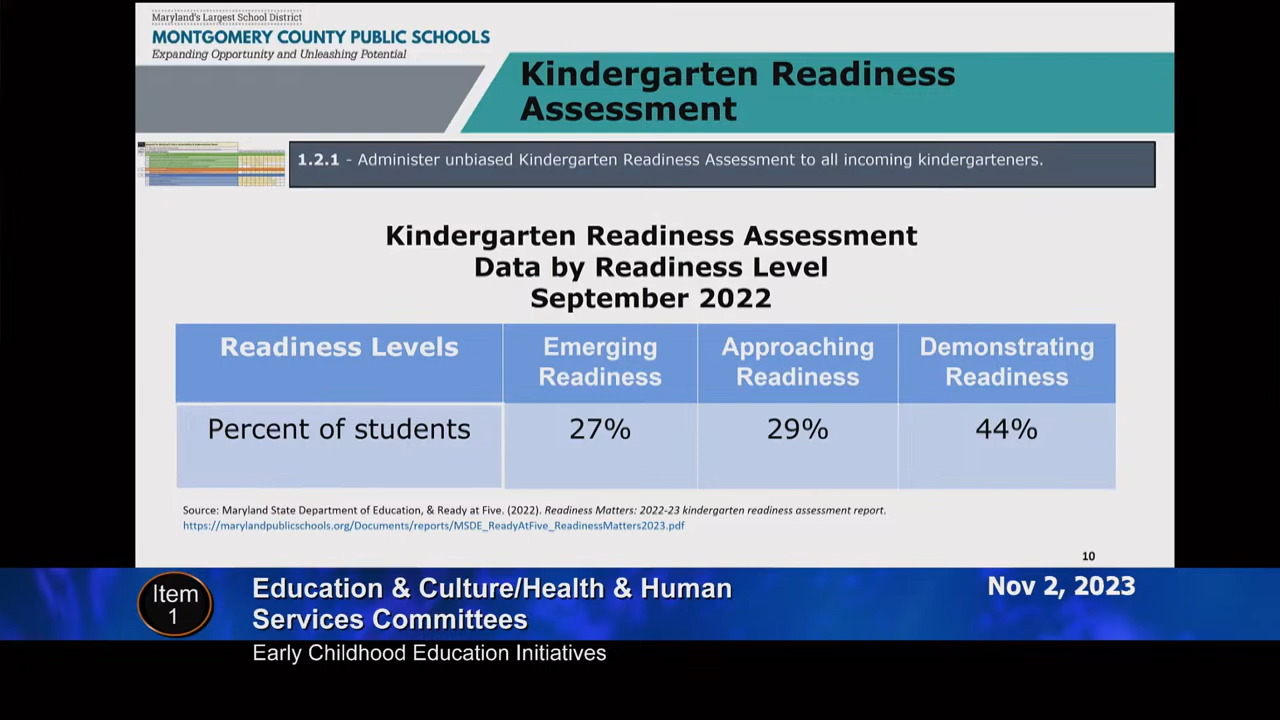 Maryland's Largest School District
MONTGOMERY COUNTY PUBLIC SCHOOLS
Expanding Opportunity and Unleashing Potential
Kindergarten Readiness
Assessment
1.2.1 - Administer unbiased Kindergarten Readiness Assessment to all incoming kindergarteners.
Kindergarten Readiness Assessment
Data by Readiness Level
September 2022
Readiness Levels
Emerging
Readiness
Approaching
Readiness
Demonstrating
Readiness
Percent of students
27%
29%
44%
Source: Maryland State Department of Education, & Ready at Five. (2022). Readiness Matters: 2022-23 kindergarten readiness assessment report.
https://marylandpublicschools.org/Documents/reports/MSDE_ReadyAtFive_ReadinessMatters2023.pdf
10
Item
1
Education & Culture/Health & Human
Services Committees
Nov 2, 2023
Early Childhood Education Initiatives